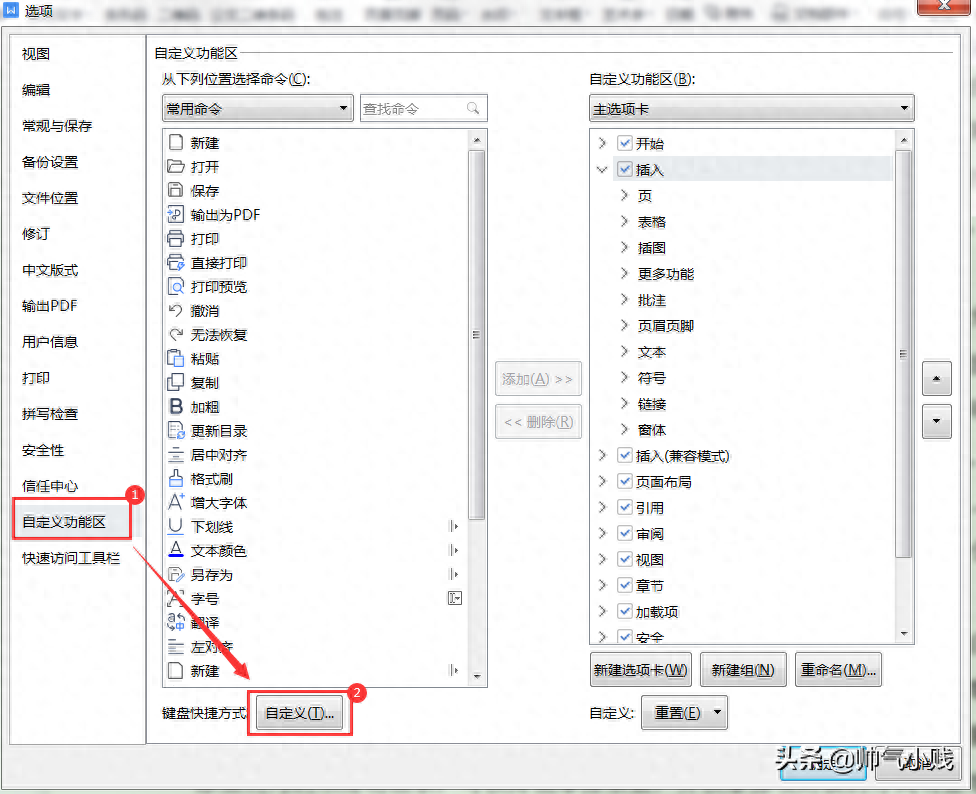 选项
视图
编辑
常规与保存
备份设置
文件位置
修订
中文版式
输出PDF
用户信息
打印
拼写检查
安全性
信任中心
自定义功能区
1
快速访问工具栏
自定义功能区
从下列位置选择命令(C):
常用命令
查找命令
新建
打开
保存
输出为PDF
打印
直接打印
打印预览
撤消
无法恢复
粘贴
复制
加粗
更新目录
居中对齐
格式刷
增大字体
下划线
文本颜色
另存为
字号
翻译
左对齐
新建
键盘快捷方式:
自定义(T)...
2
添加(A) >>
<< 删除(R)
自定义功能区(B):
主选项卡
开始
插入
页
表格
插图
更多功能
批注
页眉页脚
文本
符号
链接
窗体
插入(兼容模式)
页面布局
引用
审阅
视图
章节
加载项
安全
新建选项卡(W)
新建组(N)
重命名(M)...
自定义:
重置(E)
头条 @帅气小贱